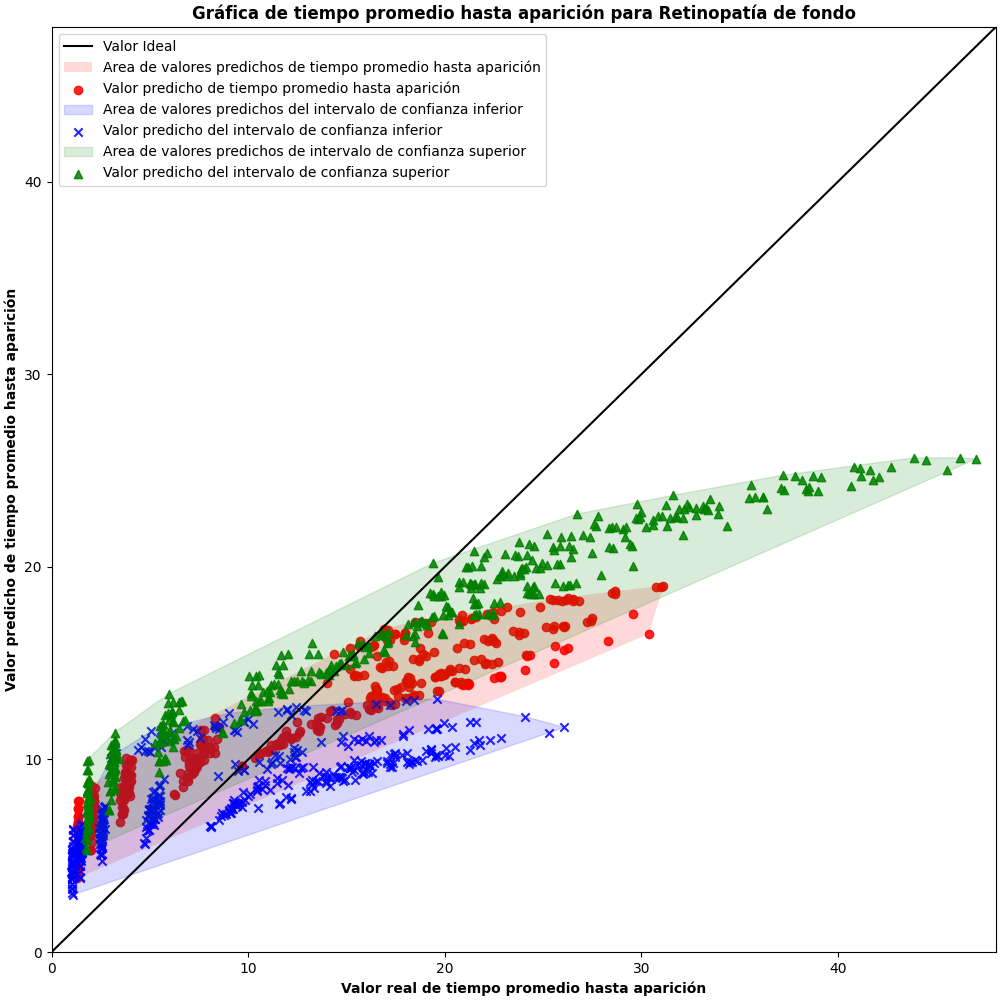 Gráfica de tiempo promedio hasta aparición para Retinopatía de fondo
Valor Ideal
Area de valores predichos de tiempo promedio hasta aparición
Valor predicho de tiempo promedio hasta aparición
Area de valores predichos del intervalo de confianza inferior
Valor predicho del intervalo de confianza inferior
Area de valores predichos de intervalo de confianza superior
Valor predicho del intervalo de confianza superior
Valor predicho de tiempo promedio hasta aparición
40
30
20
10
0
0 10 20 30 40
Valor real de tiempo promedio hasta aparición